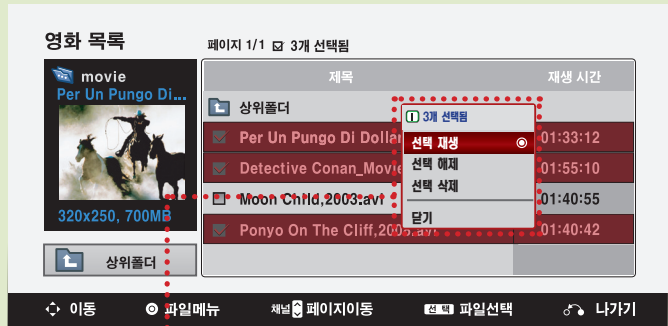 영화 목록
페이지 1/1 ☑ 3개 선택됨
movie
Per Un Pungo Di...
320x250, 700MB
상위폴더
제목 재생 시간
상위폴더
Per Un Pungo Di Dollar 01:33:12
Detective Conan_Movie 01:55:10
Moon Child,2003.avi 01:40:55
Ponyo On The Cliff,2008.avi 01:40:42
3개 선택됨
선택 재생
선택 해제
선택 삭제
닫기
이동 파일메뉴 채널 페이지이동 선택 파일선택 나가기